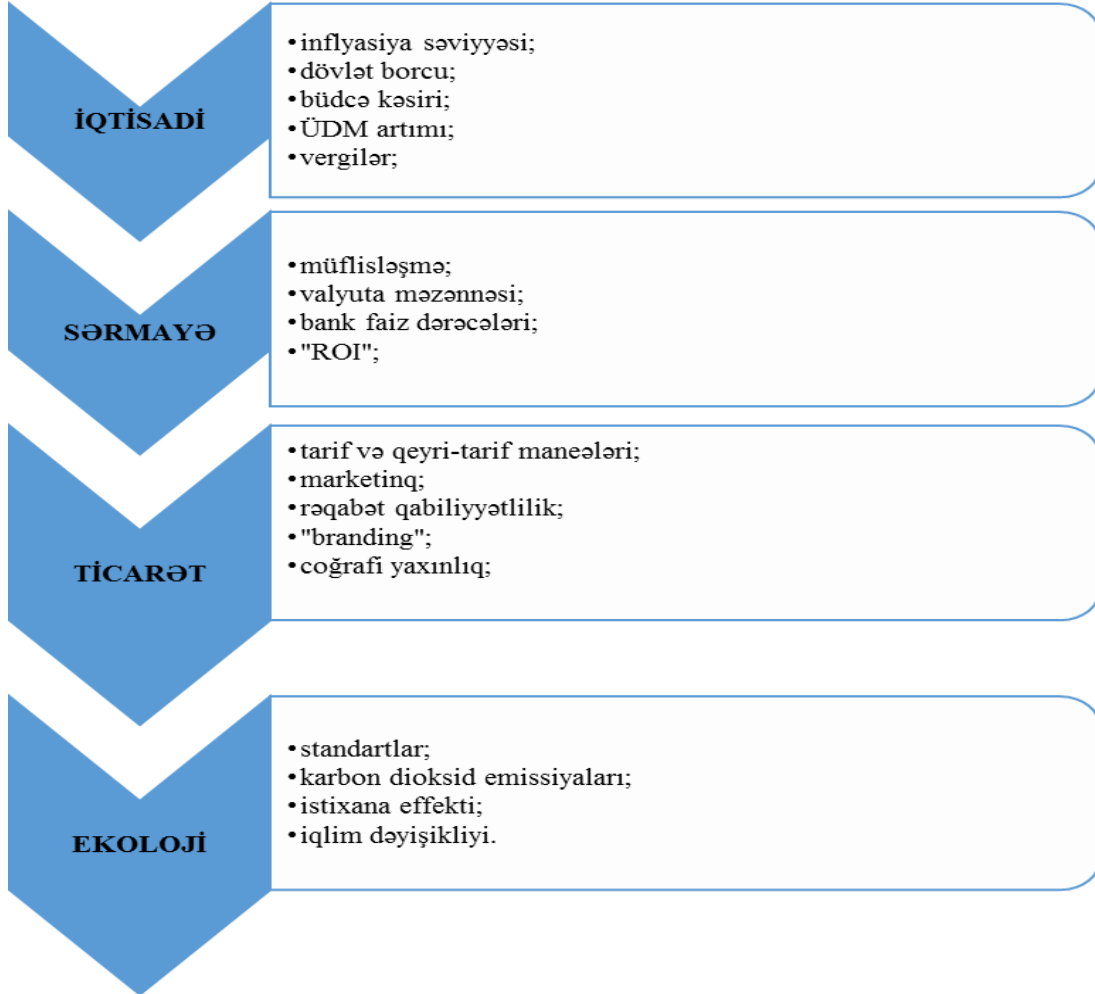 İQTİSADİ
•inflyasiya səviyyəsi;
•dövlət borcu;
•büdcə kəsiri;
•ÜDM artımı;
•vergilər;
SƏRMAYƏ
•müflisləşmə;
•valyuta məzənnəsi;
•bank faiz dərəcələri;
•"ROI";
TİCARƏT
•tarif və qeyri-tarif maneələri;
•marketinq;
•rəqabət qabiliyyətlilik;
•"branding";
•coğrafi yaxınlıq;
EKOLOJİ
•standartlar;
•karbon dioksid emissiyaları;
•istixana effekti;
•iqlim dəyişikliyi.